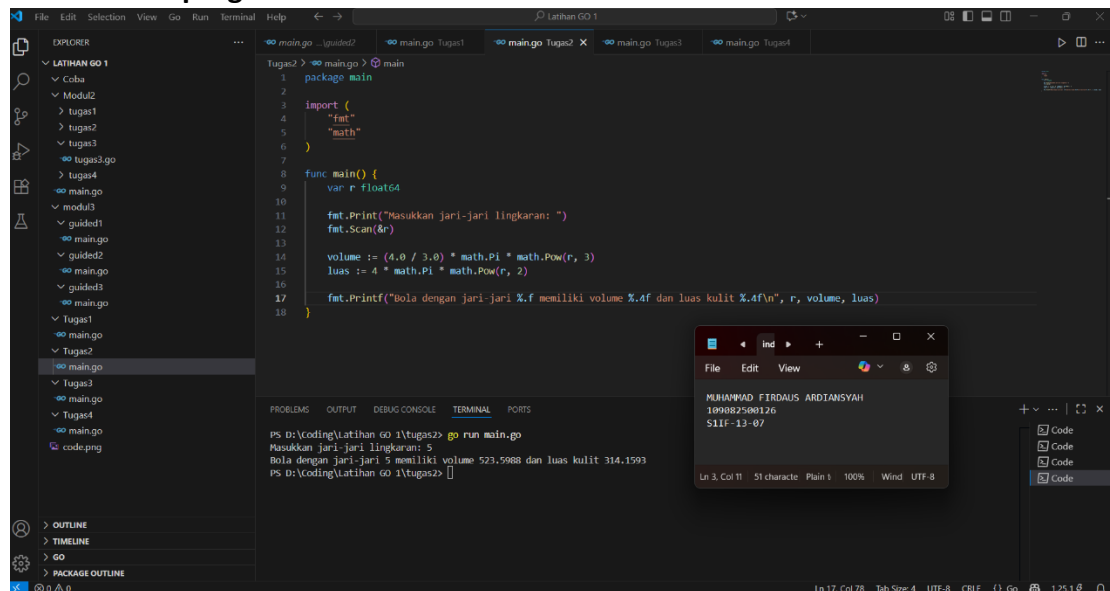 File Edit Selection View Go Run Terminal Help
Latihan GO 1
EXPLORER
LATIHAN GO 1
Coba
Modul2
tugas1
tugas2
tugas3
tugas3.go
tugas4
main.go
modul3
guided1
main.go
guided2
main.go
guided3
main.go
Tugas1
main.go
Tugas2
main.go
Tugas3
main.go
Tugas4
main.go
code.png
OUTLINE
TIMELINE
GO
PACKAGE OUTLINE
main.go ...\guided2 main.go Tugas1 main.go Tugas2 main.go Tugas3 main.go Tugas4
Tugas2 > main.go > main
1 package main
2
3 import (
4 "fmt"
5 "math"
6 )
7
8 func main() {
9 var r float64
10
11 fmt.Print("Masukkan jari-jari lingkaran: ")
12 fmt.Scan(&r)
13
14 volume := (4.0 / 3.0) * math.Pi * math.Pow(r, 3)
15 luas := 4 * math.Pi * math.Pow(r, 2)
16
17 fmt.Printf("Bola dengan jari-jari %.f memiliki volume %.4f dan luas kulit %.4f\n", r, volume, luas)
18 }
PROBLEMS OUTPUT DEBUG CONSOLE TERMINAL PORTS
PS D:\Coding\Latihan GO 1\tugas2> go run main.go
Masukkan jari-jari lingkaran: 5
Bola dengan jari-jari 5 memiliki volume 523.5988 dan luas kulit 314.1593
PS D:\Coding\Latihan GO 1\tugas2>
Code
Code
Code
Code
ind
File Edit View
MUHAMMAD FIRDAUS ARDIANSYAH
109082500126
S1IF-13-07
Ln 3, Col 11 51 characte Plain t 100% Wind UTF-8
0 0
Ln 17, Col 78 Tab Size: 4 UTF-8 CRLF {} Go 1.25.1